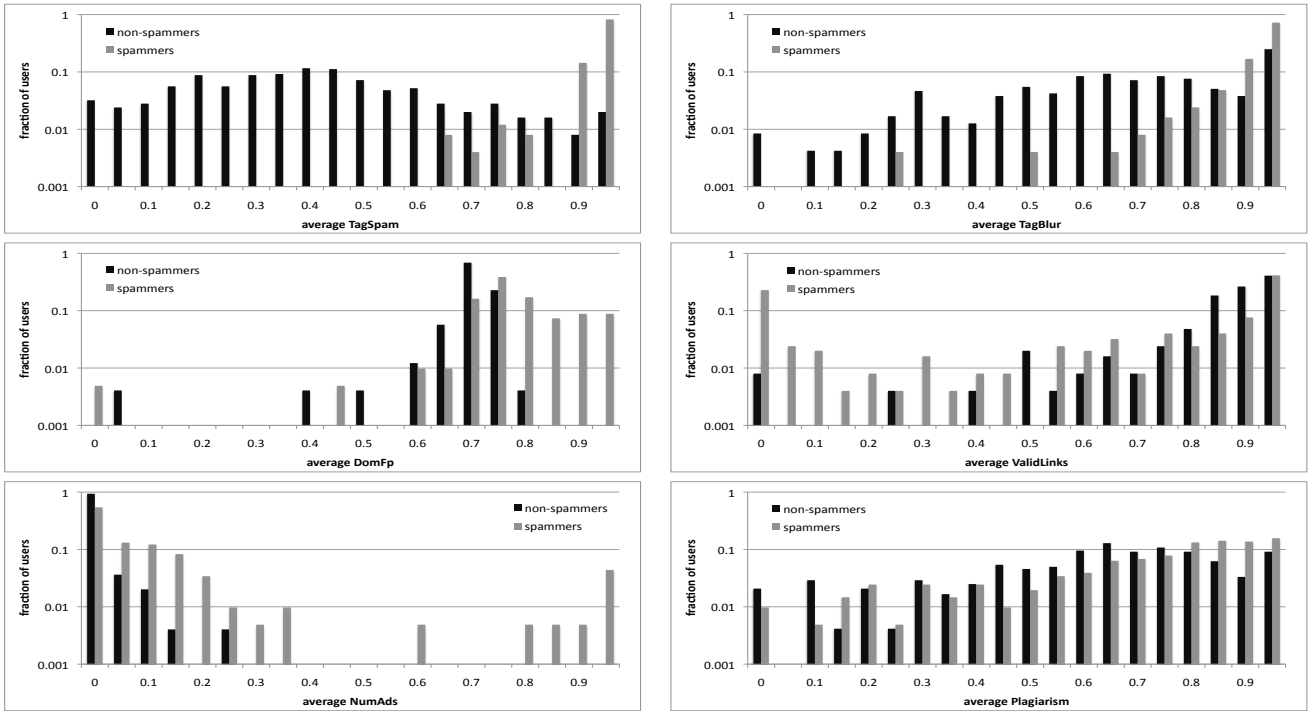 1
0.1
0.01
0.001
fraction of users
non-spammers
spammers
0 0.1 0.2 0.3 0.4 0.5 0.6 0.7 0.8 0.9
average TagSpam
1
0.1
0.01
0.001
fraction of users
non-spammers
spammers
0 0.1 0.2 0.3 0.4 0.5 0.6 0.7 0.8 0.9
average TagBlur
1
0.1
0.01
0.001
fraction of users
non-spammers
spammers
0 0.1 0.2 0.3 0.4 0.5 0.6 0.7 0.8 0.9
average DomFp
1
0.1
0.01
0.001
fraction of users
non-spammers
spammers
0 0.1 0.2 0.3 0.4 0.5 0.6 0.7 0.8 0.9
average ValidLinks
1
0.1
0.01
0.001
fraction of users
non-spammers
spammers
0 0.1 0.2 0.3 0.4 0.5 0.6 0.7 0.8 0.9
average NumAds
1
0.1
0.01
0.001
fraction of users
non-spammers
spammers
0 0.1 0.2 0.3 0.4 0.5 0.6 0.7 0.8 0.9
average Plagiarism